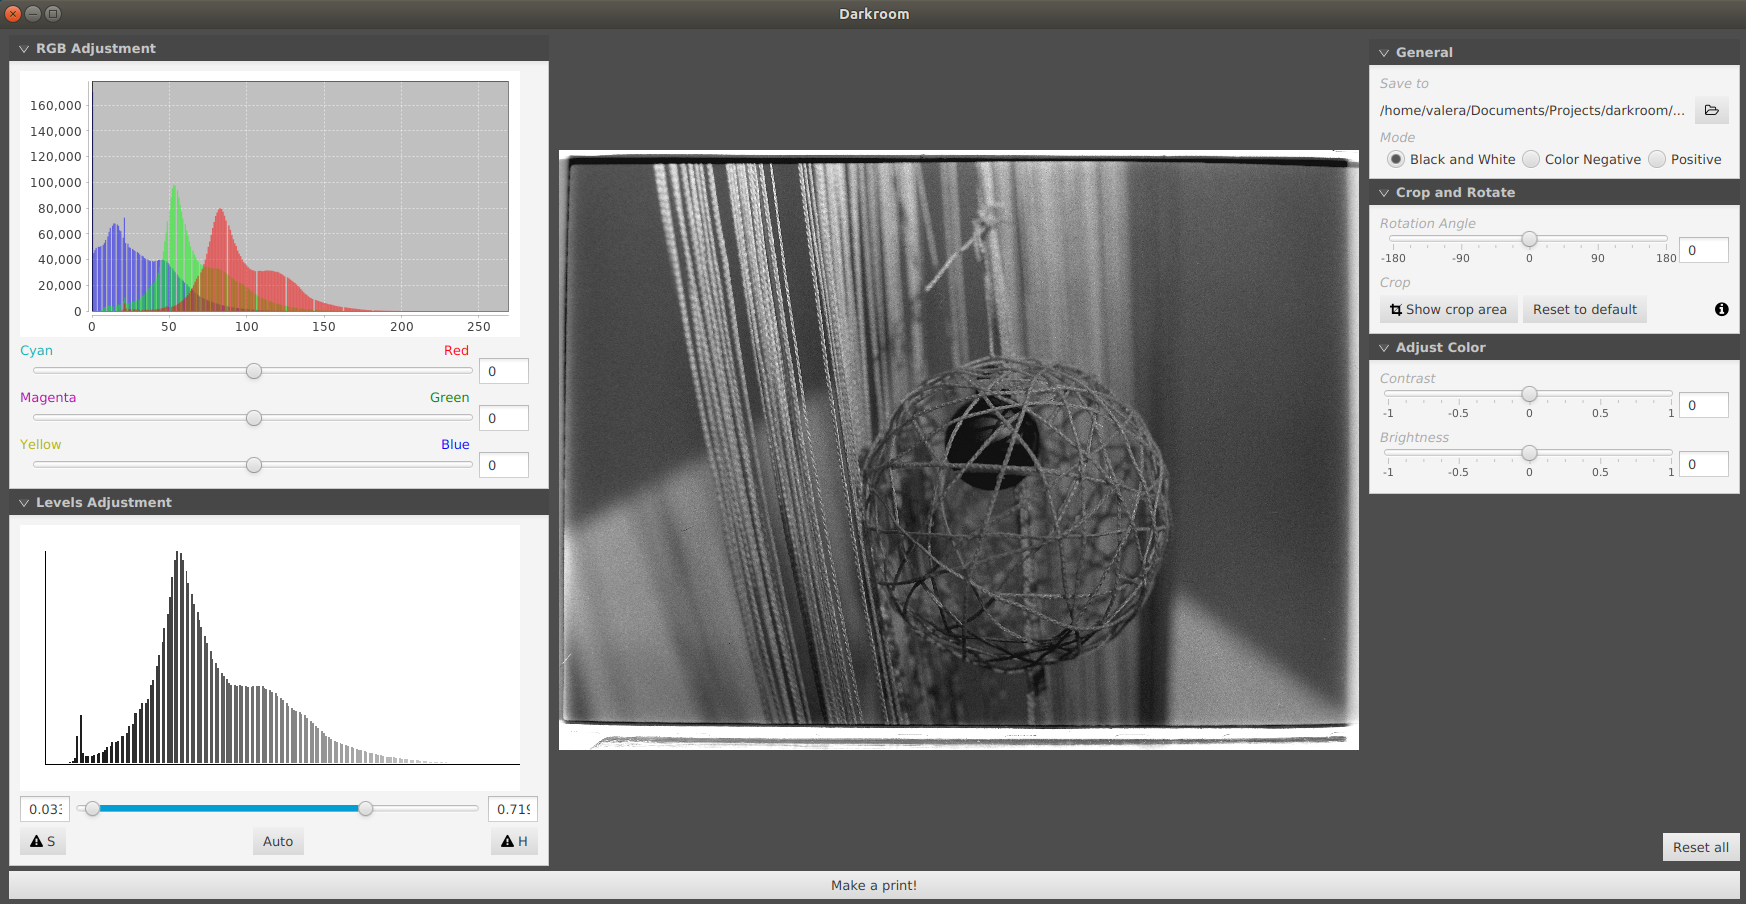 Darkroom
RGB Adjustment
160,000
140,000
120,000
100,000
80,000
60,000
40,000
20,000
0
0 50 100 150 200 250
Cyan Red
0
Magenta Green
0
Yellow Blue
0
Levels Adjustment
0.03 0.719
S Auto H
General
Save to
/home/valera/Documents/Projects/darkroom/...
Mode
Black and White Color Negative Positive
Crop and Rotate
Rotation Angle
-180 -90 0 90 180 0
Crop
Show crop area Reset to default
Adjust Color
Contrast
-1 -0.5 0 0.5 1 0
Brightness
-1 -0.5 0 0.5 1 0
Reset all
Make a print!